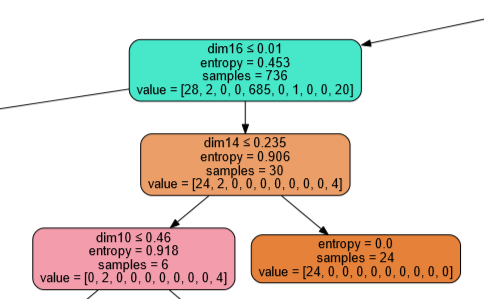 dim16 ≤ 0.01
entropy = 0.453
samples = 736
value = [28, 2, 0, 0, 685, 0, 1, 0, 0, 20]
dim14 ≤ 0.235
entropy = 0.906
samples = 30
value = [24, 2, 0, 0, 0, 0, 0, 0, 0, 4]
dim10 ≤ 0.46
entropy = 0.918
samples = 6
value = [0, 2, 0, 0, 0, 0, 0, 0, 0, 4]
entropy = 0.0
samples = 24
value = [24, 0, 0, 0, 0, 0, 0, 0, 0, 0]